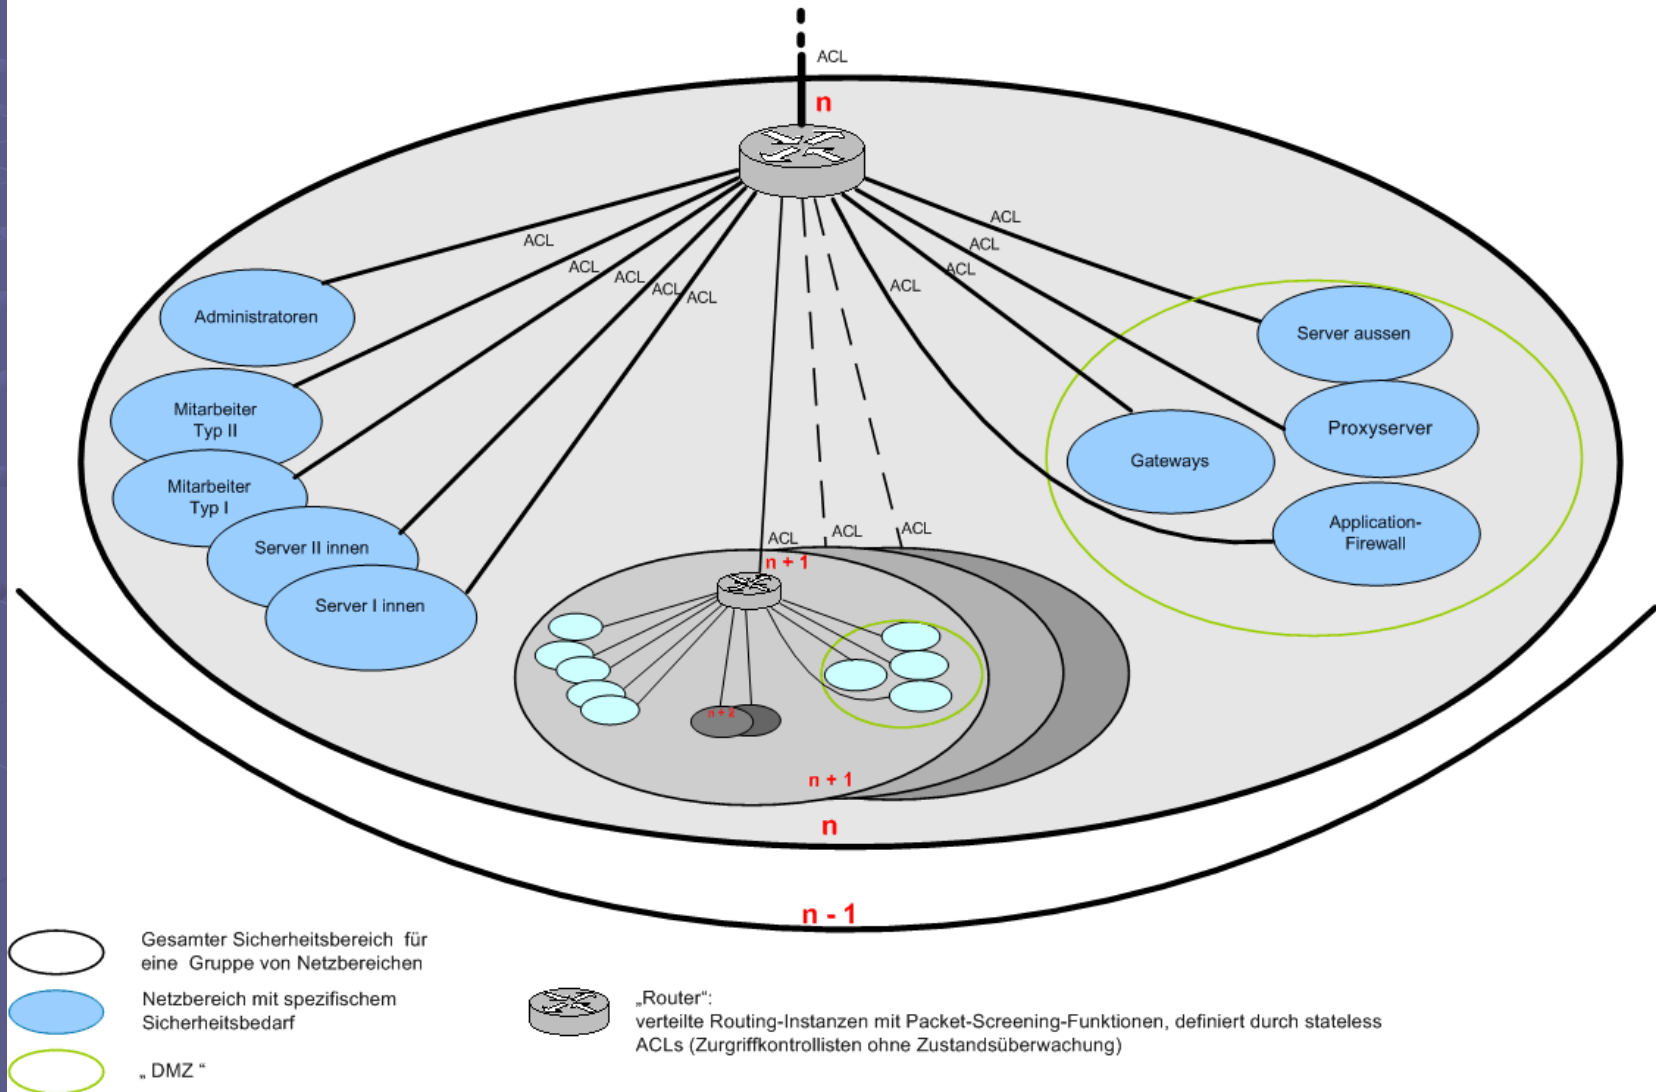 ACL
n
ACL
ACL
ACL
ACL
ACL
ACL
ACL
ACL
ACL
Administratoren
Server aussen
Mitarbeiter
Typ II
Proxyserver
Gateways
Mitarbeiter
Typ I
Application-
Firewall
Server II innen
Server I innen
ACL
ACL
ACL
n + 1
n + 2
n + 1
n
n - 1
Gesamter Sicherheitsbereich für
eine Gruppe von Netzbereichen
Netzbereich mit spezifischem
Sicherheitsbedarf
„ DMZ “
„Router“:
verteilte Routing-Instanzen mit Packet-Screening-Funktionen, definiert durch stateless
ACLs (Zurgriffkontrollisten ohne Zustandsüberwachung)